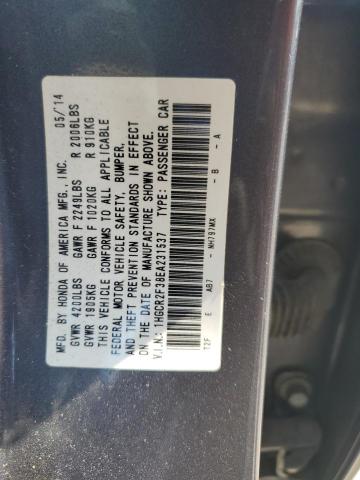 MFD. BY HONDA OF AMERICA MFG., INC. 05/14
GVWR 4200LBS GAWR F 2249LBS R 2006LBS
GVWR 1905KG GAWR F 1020KG R 910KG
THIS VEHICLE CONFORMS TO ALL APPLICABLE
FEDERAL MOTOR VEHICLE SAFETY, BUMPER,
AND THEFT PREVENTION STANDARDS IN EFFECT
ON THE DATE OF MANUFACTURE SHOWN ABOVE.
V.I.N.: 1HGCR2F38EA231537 TYPE: PASSENGER CAR
T2F E AB7 - NH797MX - B - A